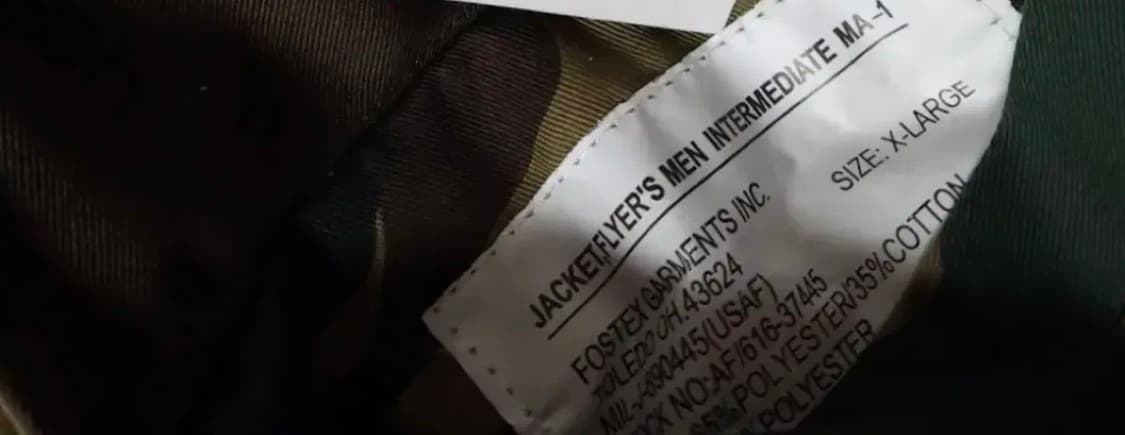 JACKET,FLYER'S MEN INTERMEDIATE MA-1
SIZE: X-LARGE
FOSTEX GARMENTS INC.
TOLEDO OH.43624
MIL-J-890445(USAF)
NO:AF/616-37445
65%POLYESTER/35%COTTON
POLYESTER